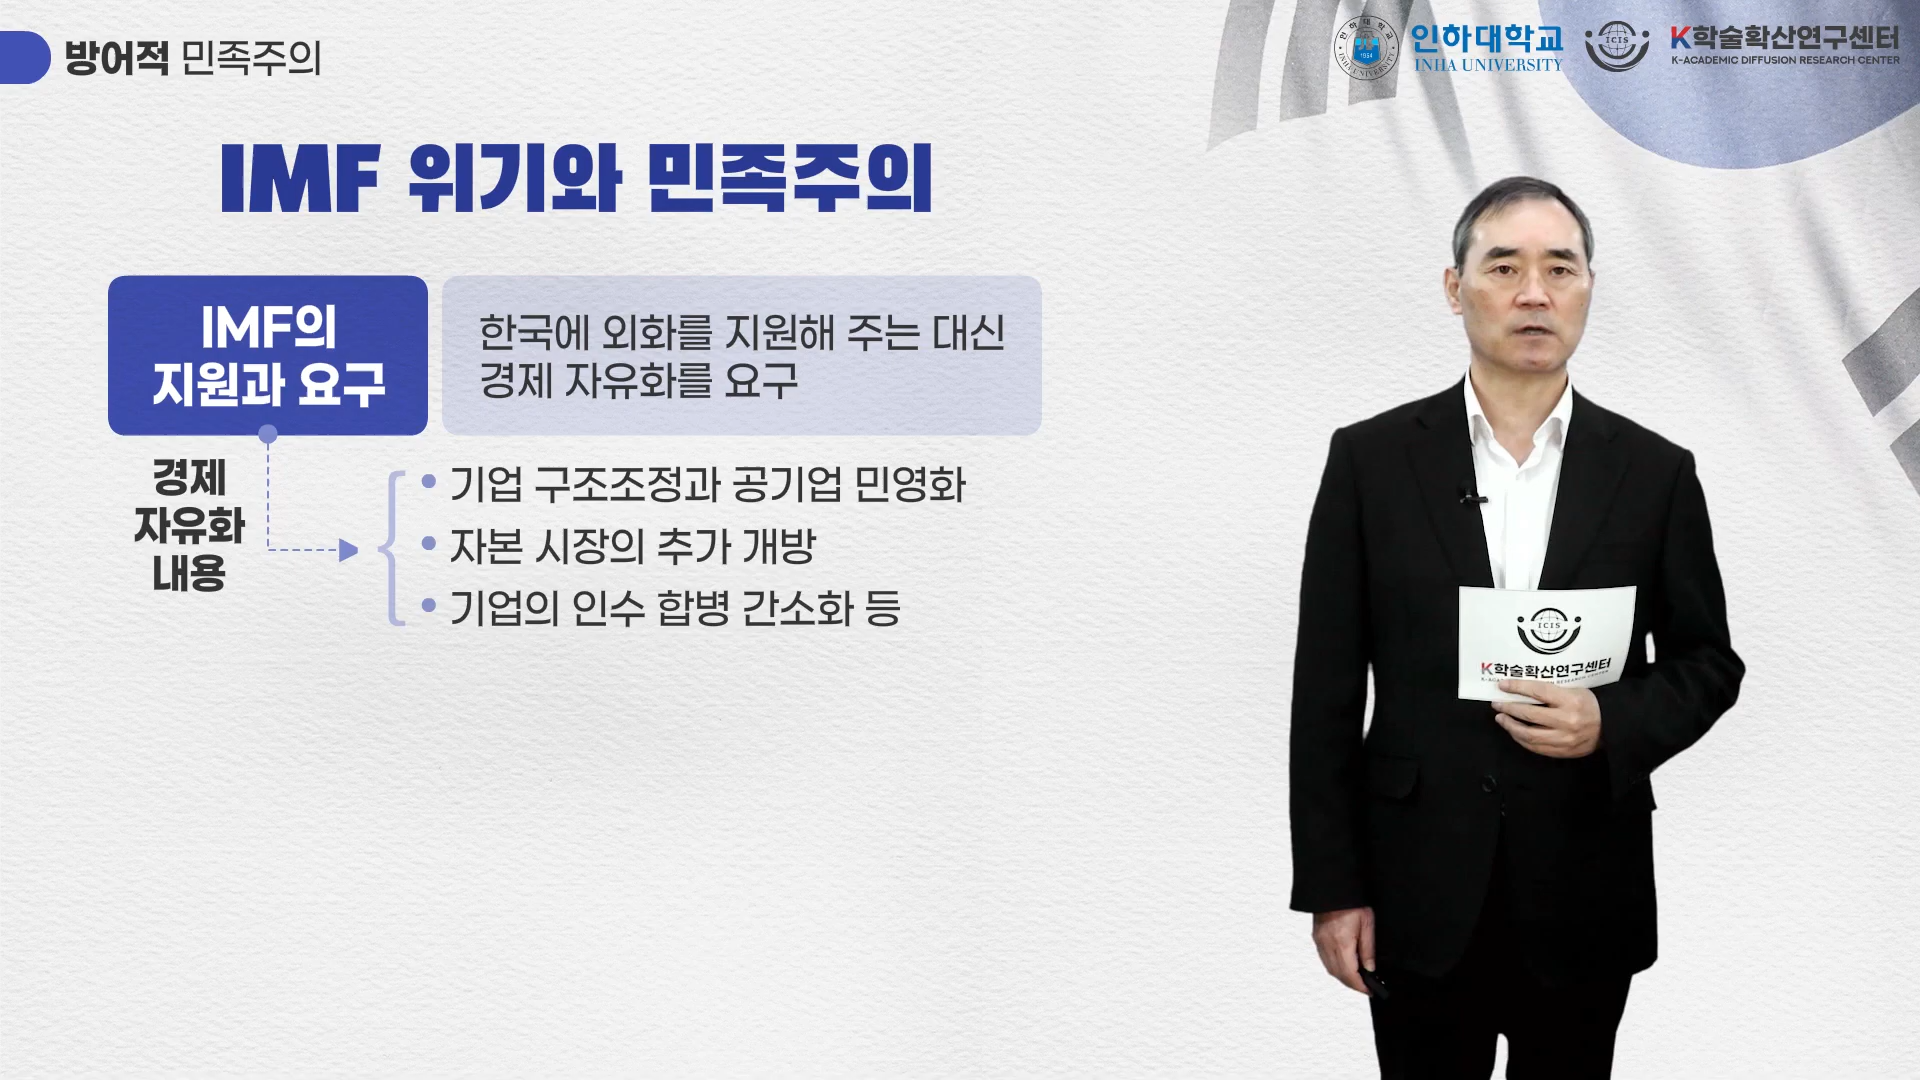 방어적 민족주의
인하대학교
INHA UNIVERSITY
1954
ICIS
K학술확산연구센터
K-ACADEMIC DIFFUSION RESEARCH CENTER
IMF 위기와 민족주의
IMF의
지원과 요구
한국에 외화를 지원해 주는 대신
경제 자유화를 요구
경제
자유화
내용
• 기업 구조조정과 공기업 민영화
• 자본 시장의 추가 개방
• 기업의 인수 합병 간소화 등
ICIS
K학술확산연구센터